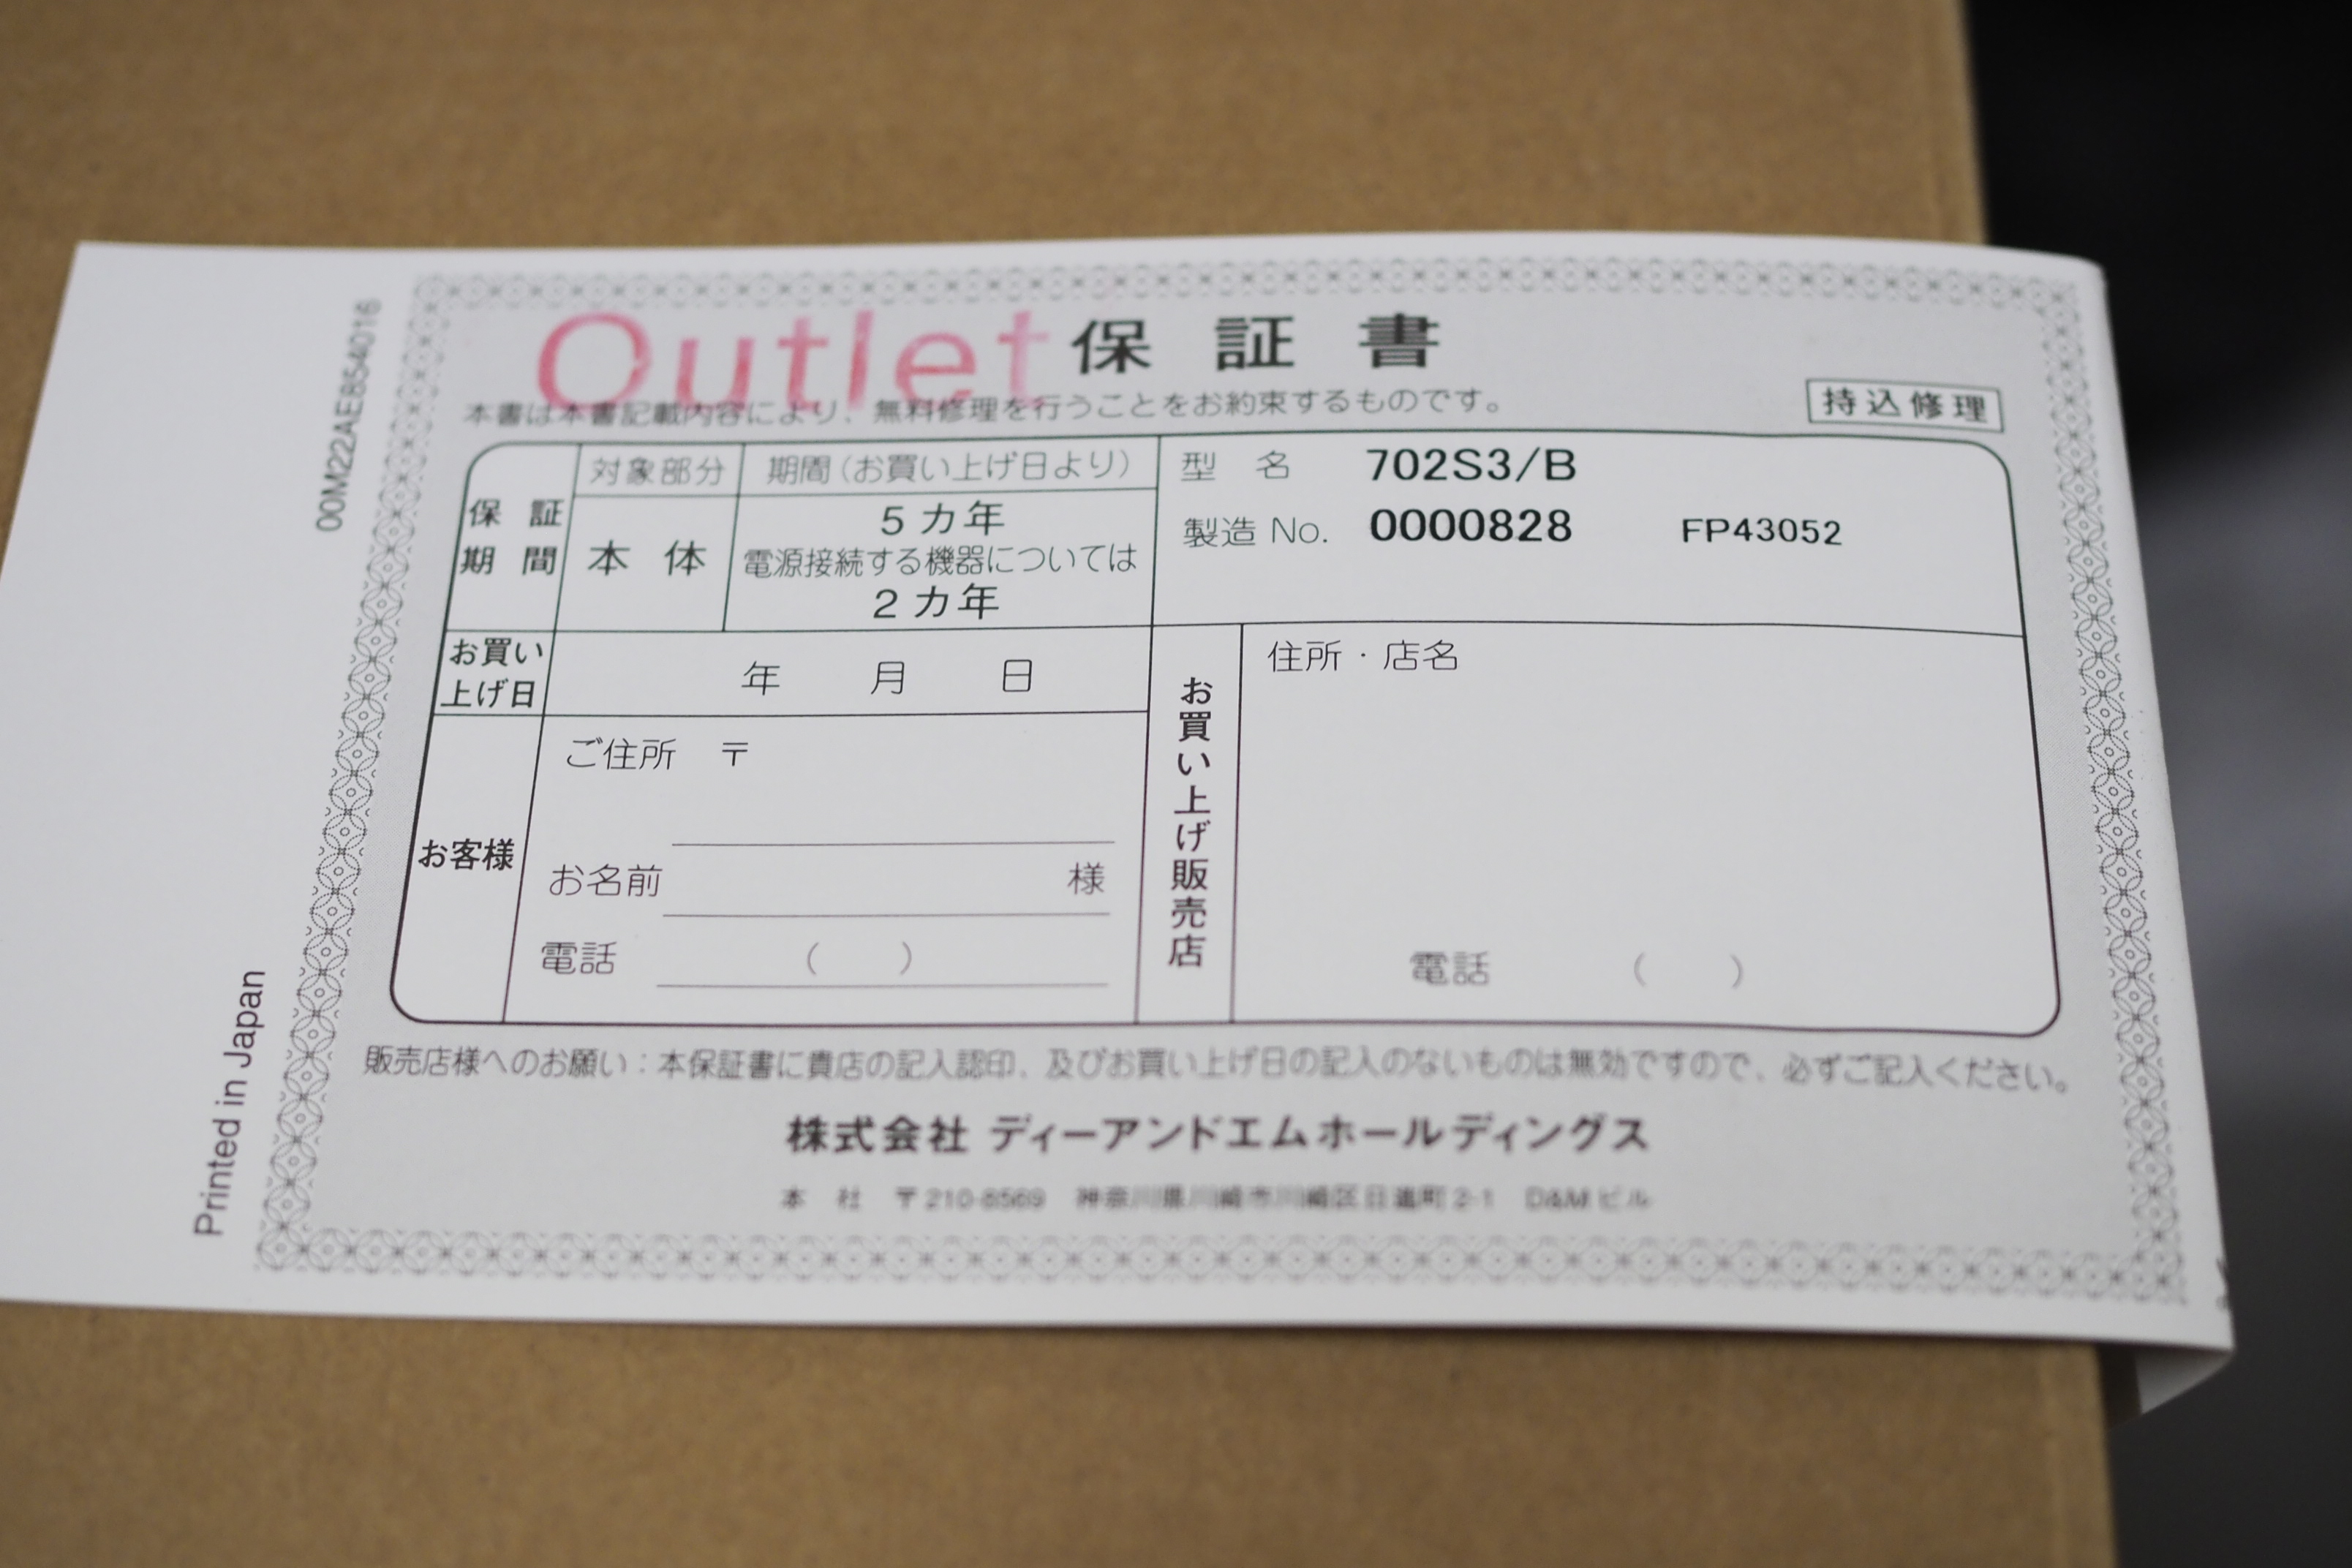 Outlet 保証書
本書は本書記載内容により、無料修理を行うことをお約束するものです。
持込修理
00M22AE854016
保証期間
対象部分
期間(お買い上げ日より)
本体
5カ年
電源接続する機器については
2カ年
型名 702S3/B
製造 No. 0000828 FP43052
お買い上げ日
年 月 日
お客様
ご住所 〒
お名前 様
電話 ( )
お買い上げ販売店
住所・店名
電話 ( )
販売店様へのお願い:本保証書に貴店の記入認印、及びお買い上げ日の記入のないものは無効ですので、必ずご記入ください。
株式会社 ディーアンドエムホールディングス
本社 〒210-8569 神奈川県川崎市川崎区日進町2-1 D&Mビル
Printed in Japan